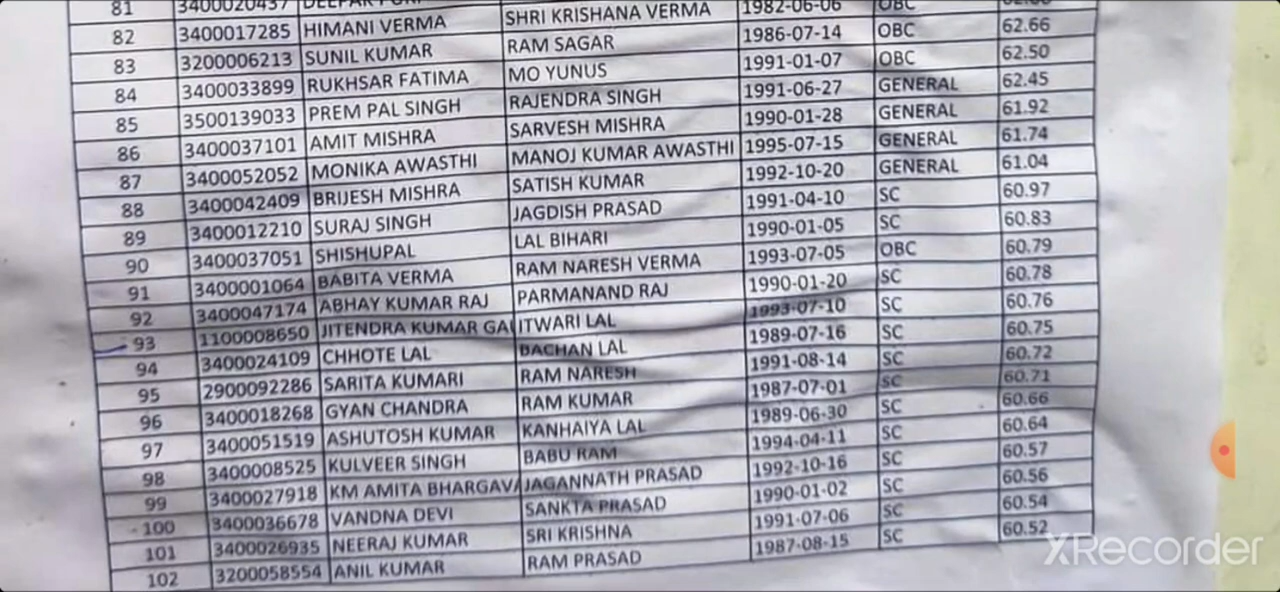 81 3400020437 DEEPAK
82 3400017285 HIMANI VERMA SHRI KRISHANA VERMA 1982-06-06 OBC
83 3200006213 SUNIL KUMAR RAM SAGAR 1986-07-14 OBC 62.66
84 3400033899 RUKHSAR FATIMA MO YUNUS 1991-01-07 OBC 62.50
85 3500139033 PREM PAL SINGH RAJENDRA SINGH 1991-06-27 GENERAL 62.45
86 3400037101 AMIT MISHRA SARVESH MISHRA 1990-01-28 GENERAL 61.92
87 3400052052 MONIKA AWASTHI MANOJ KUMAR AWASTHI 1995-07-15 GENERAL 61.74
88 3400042409 BRIJESH MISHRA SATISH KUMAR 1992-10-20 GENERAL 61.04
89 3400012210 SURAJ SINGH JAGDISH PRASAD 1991-04-10 SC 60.97
90 3400037051 SHISHUPAL LAL BIHARI 1990-01-05 SC 60.83
91 3400001064 BABITA VERMA RAM NARESH VERMA 1993-07-05 OBC 60.79
92 3400047174 ABHAY KUMAR RAJ PARMANAND RAJ 1990-01-20 SC 60.78
93 1100008650 JITENDRA KUMAR GAU ITWARI LAL 1993-07-10 SC 60.76
94 3400024109 CHHOTE LAL BACHAN LAL 1989-07-16 SC 60.75
95 2900092286 SARITA KUMARI RAM NARESH 1991-08-14 SC 60.72
96 3400018268 GYAN CHANDRA RAM KUMAR 1987-07-01 SC 60.71
97 3400051519 ASHUTOSH KUMAR KANHAIYA LAL 1989-06-30 SC 60.66
98 3400008525 KULVEER SINGH BABU RAM 1994-04-11 SC 60.64
99 3400027918 KM AMITA BHARGAVA JAGANNATH PRASAD 1992-10-16 SC 60.57
100 3400036678 VANDNA DEVI SANKTA PRASAD 1990-01-02 SC 60.56
101 3400026935 NEERAJ KUMAR SRI KRISHNA 1991-07-06 SC 60.54
102 3200058554 ANIL KUMAR RAM PRASAD 1987-08-15 SC 60.52
XRecorder